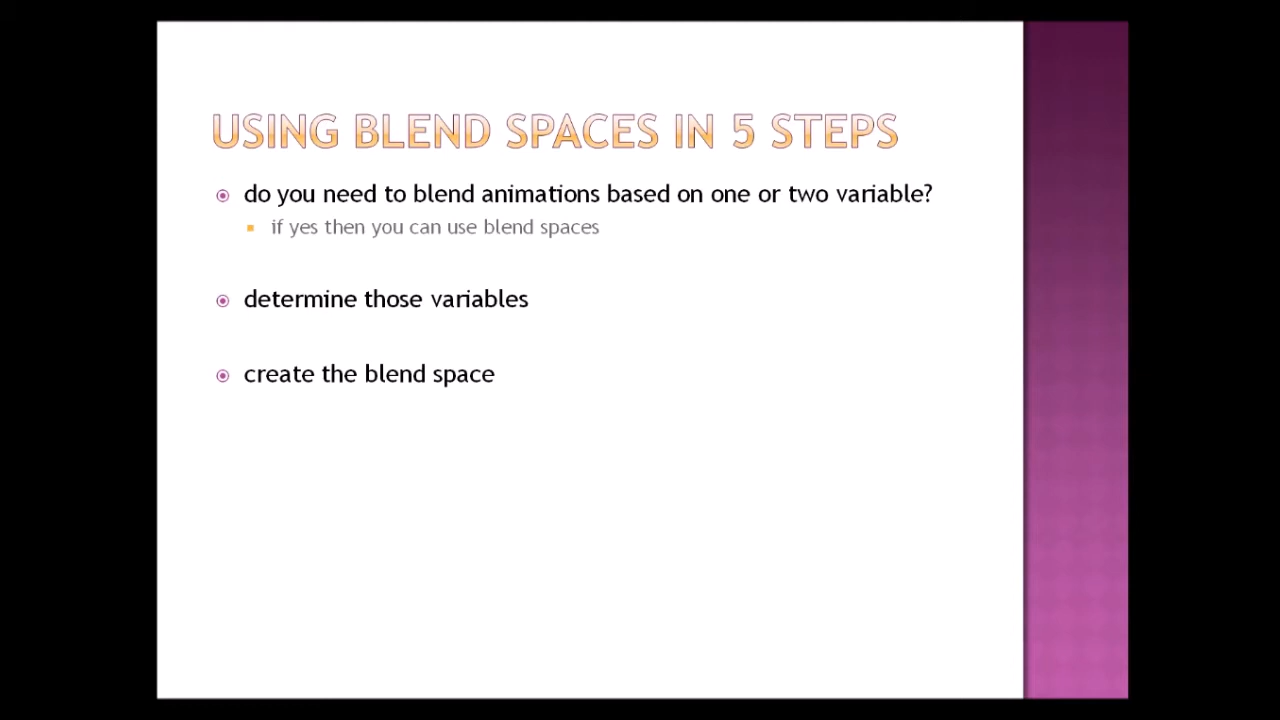 USING BLEND SPACES IN 5 STEPS
do you need to blend animations based on one or two variable?
if yes then you can use blend spaces
determine those variables
create the blend space